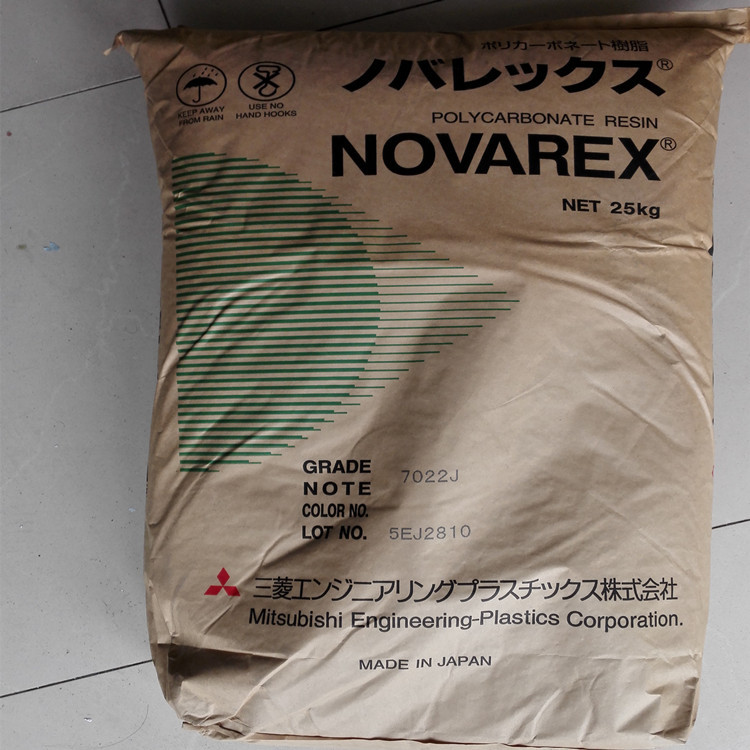 ポリカーボネート樹脂
ノバレックス®
KEEP AWAY
FROM RAIN
USE NO
HAND HOOKS
POLYCARBONATE RESIN
NOVAREX®
NET 25kg
GRADE 7022J
NOTE
COLOR NO.
LOT NO. 5EJ2810
三菱エンジニアリングプラスチックス株式会社
Mitsubishi Engineering-Plastics Corporation.
MADE IN JAPAN